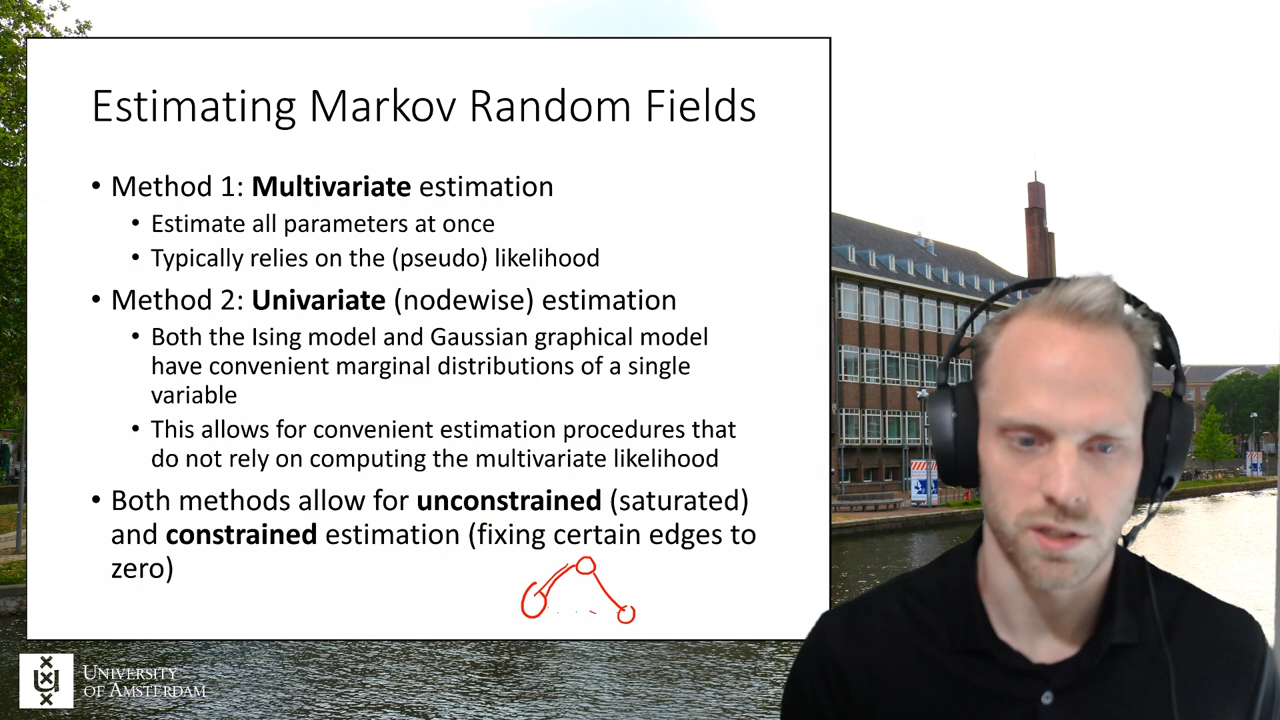 Estimating Markov Random Fields
• Method 1: Multivariate estimation
• Estimate all parameters at once
• Typically relies on the (pseudo) likelihood
• Method 2: Univariate (nodewise) estimation
• Both the Ising model and Gaussian graphical model
have convenient marginal distributions of a single
variable
• This allows for convenient estimation procedures that
do not rely on computing the multivariate likelihood
• Both methods allow for unconstrained (saturated)
and constrained estimation (fixing certain edges to
zero)
UNIVERSITY
OF AMSTERDAM